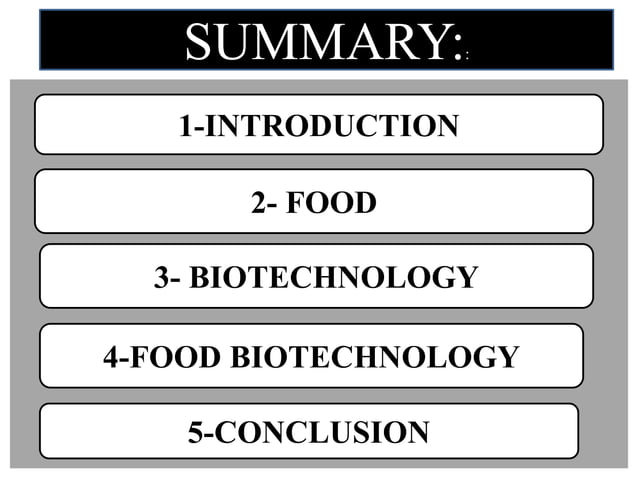 SUMMARY::
1-INTRODUCTION
2- FOOD
3- BIOTECHNOLOGY
4-FOOD BIOTECHNOLOGY
5-CONCLUSION